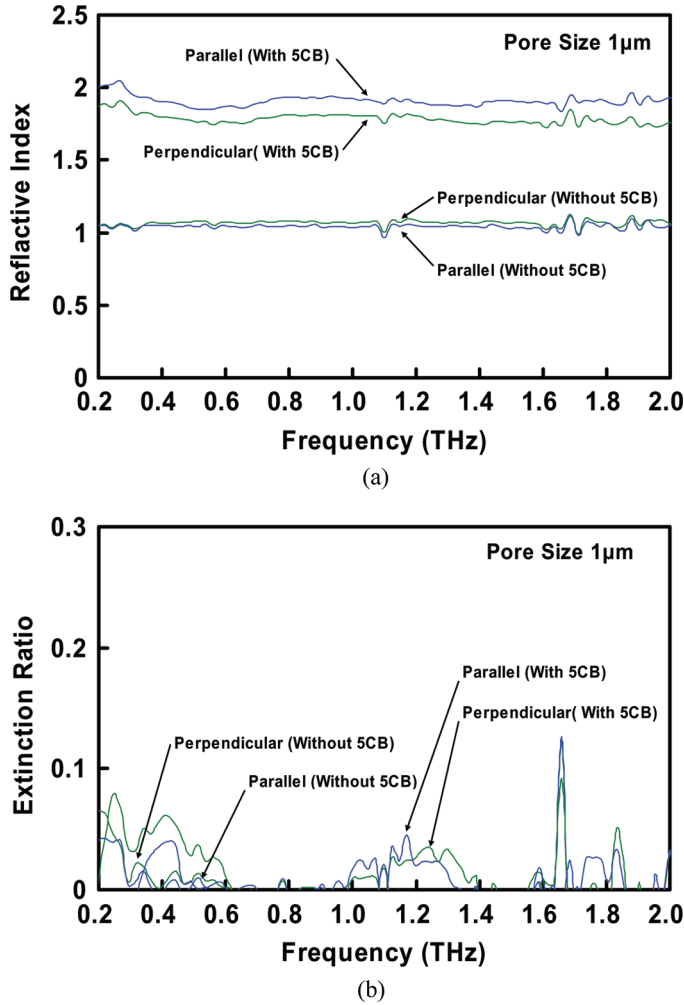 Pore Size 1µm
Parallel (With 5CB)
Perpendicular( With 5CB)
Perpendicular (Without 5CB)
Parallel (Without 5CB)
Reflactive Index
2
1.5
1
0.5
0
0.2 0.4 0.6 0.8 1.0 1.2 1.4 1.6 1.8 2.0
Frequency (THz)
(a)
Pore Size 1µm
Parallel (With 5CB)
Perpendicular( With 5CB)
Perpendicular (Without 5CB)
Parallel (Without 5CB)
Extinction Ratio
0.3
0.2
0.1
0
0.2 0.4 0.6 0.8 1.0 1.2 1.4 1.6 1.8 2.0
Frequency (THz)
(b)